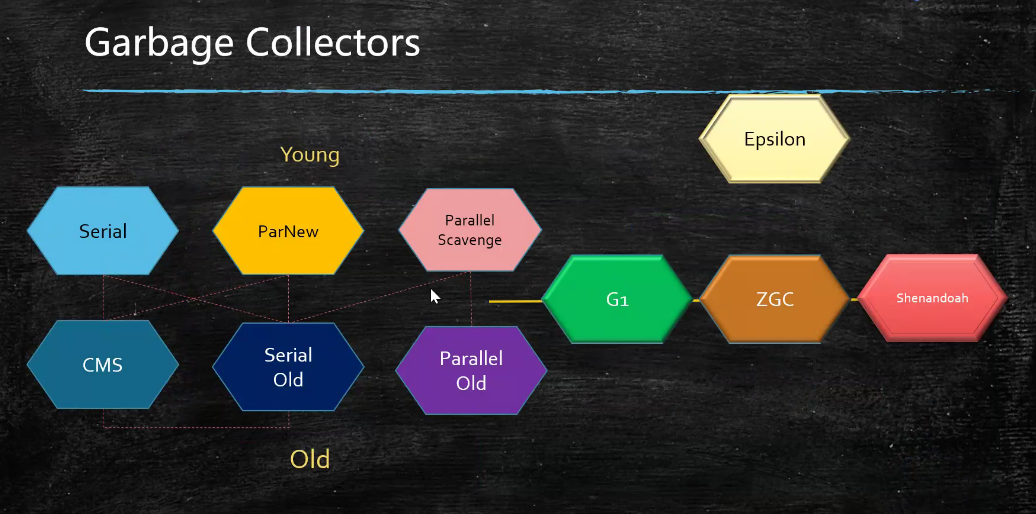 Garbage Collectors
Epsilon
Young
Serial
ParNew
Parallel
Scavenge
G1
ZGC
Shenandoah
CMS
Serial
Old
Parallel
Old
Old